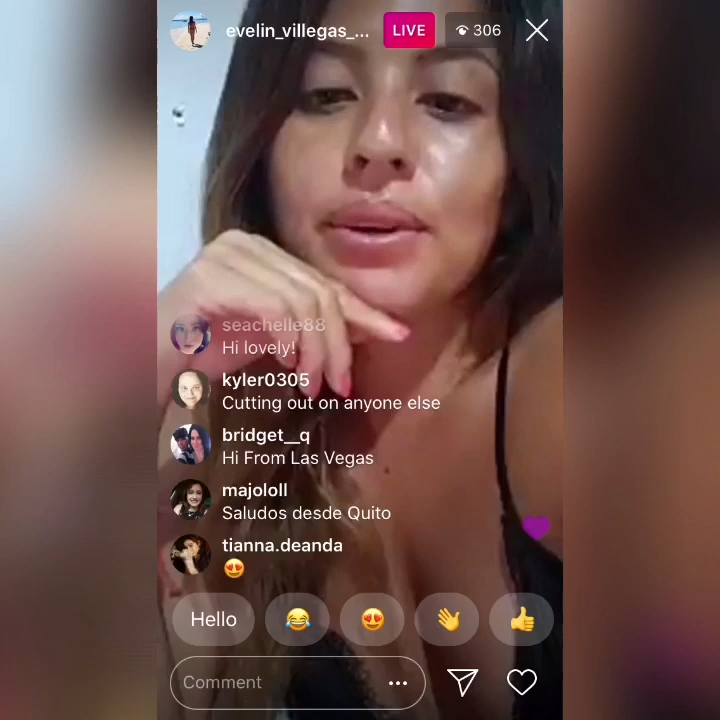 evelin_villegas_... LIVE 306
seachelle88
Hi lovely!
kyler0305
Cutting out on anyone else
bridget__q
Hi From Las Vegas
majololl
Saludos desde Quito
tianna.deanda
😍
Hello 😂 😍 👋 👍
Comment ...